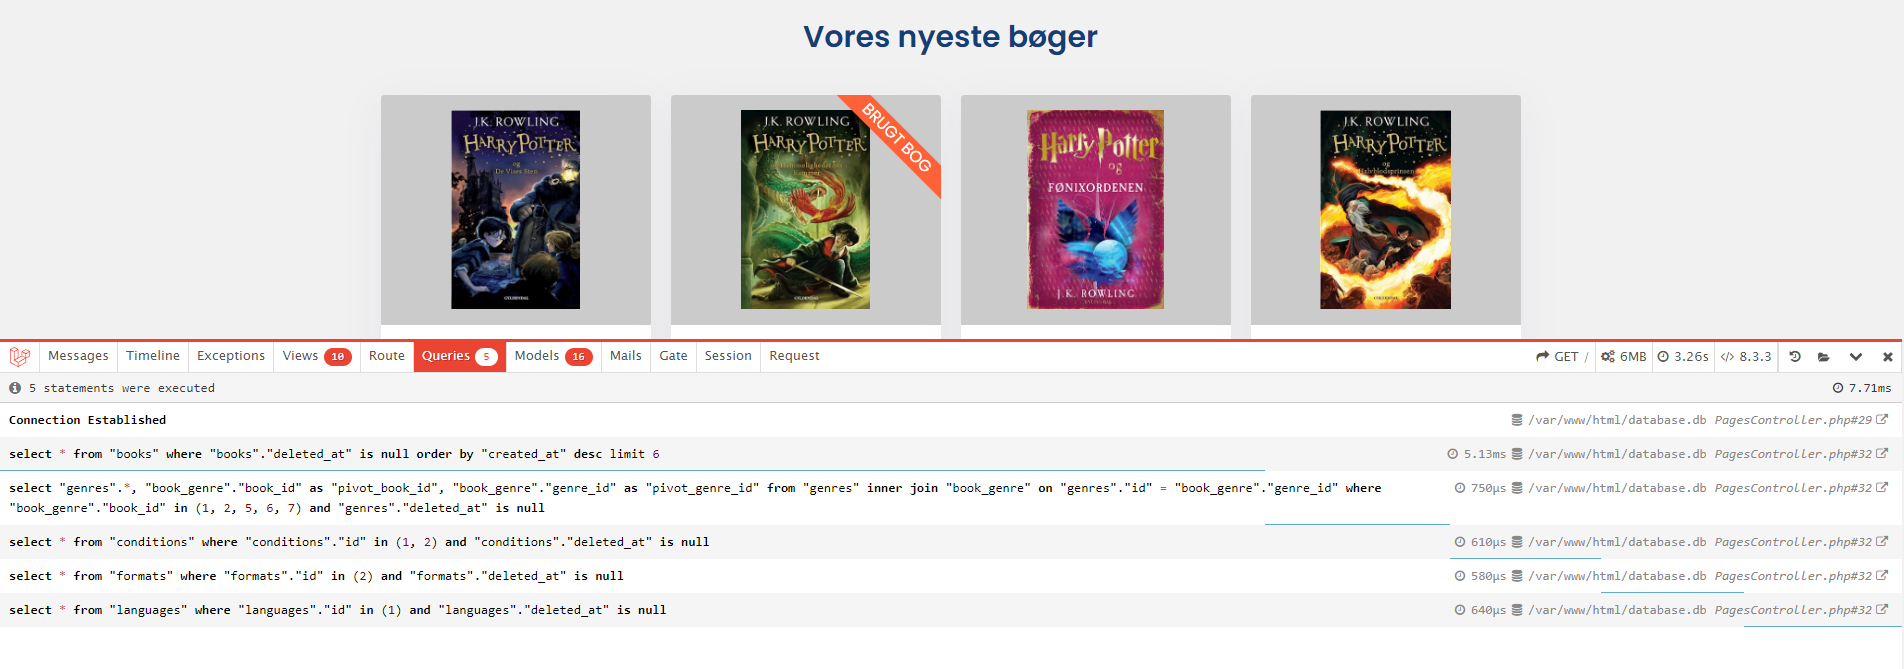 Vores nyeste bøger
J.K. ROWLING
HARRY POTTER
og
De Vises Sten
GYLDENDAL
J.K. ROWLING
HARRY POTTER
Hemmelighedernes
Kammer
GYLDENDAL
BRUGT BOG
Harry Potter
og
FØNIXORDENEN
J.K. ROWLING
GYLDENDAL
J.K. ROWLING
HARRY POTTER
og
Halvblodsprinsen
GYLDENDAL
Messages Timeline Exceptions Views 10 Route Queries 5 Models 16 Mails Gate Session Request GET / 6MB 3.26s </> 8.3.3
5 statements were executed 7.71ms
Connection Established /var/www/html/database.db PagesController.php#29
select * from "books" where "books"."deleted_at" is null order by "created_at" desc limit 6 5.13ms /var/www/html/database.db PagesController.php#32
select "genres".*, "book_genre"."book_id" as "pivot_book_id", "book_genre"."genre_id" as "pivot_genre_id" from "genres" inner join "book_genre" on "genres"."id" = "book_genre"."genre_id" where 750μs /var/www/html/database.db PagesController.php#32
"book_genre"."book_id" in (1, 2, 5, 6, 7) and "genres"."deleted_at" is null
select * from "conditions" where "conditions"."id" in (1, 2) and "conditions"."deleted_at" is null 610μs /var/www/html/database.db PagesController.php#32
select * from "formats" where "formats"."id" in (2) and "formats"."deleted_at" is null 580μs /var/www/html/database.db PagesController.php#32
select * from "languages" where "languages"."id" in (1) and "languages"."deleted_at" is null 640μs /var/www/html/database.db PagesController.php#32